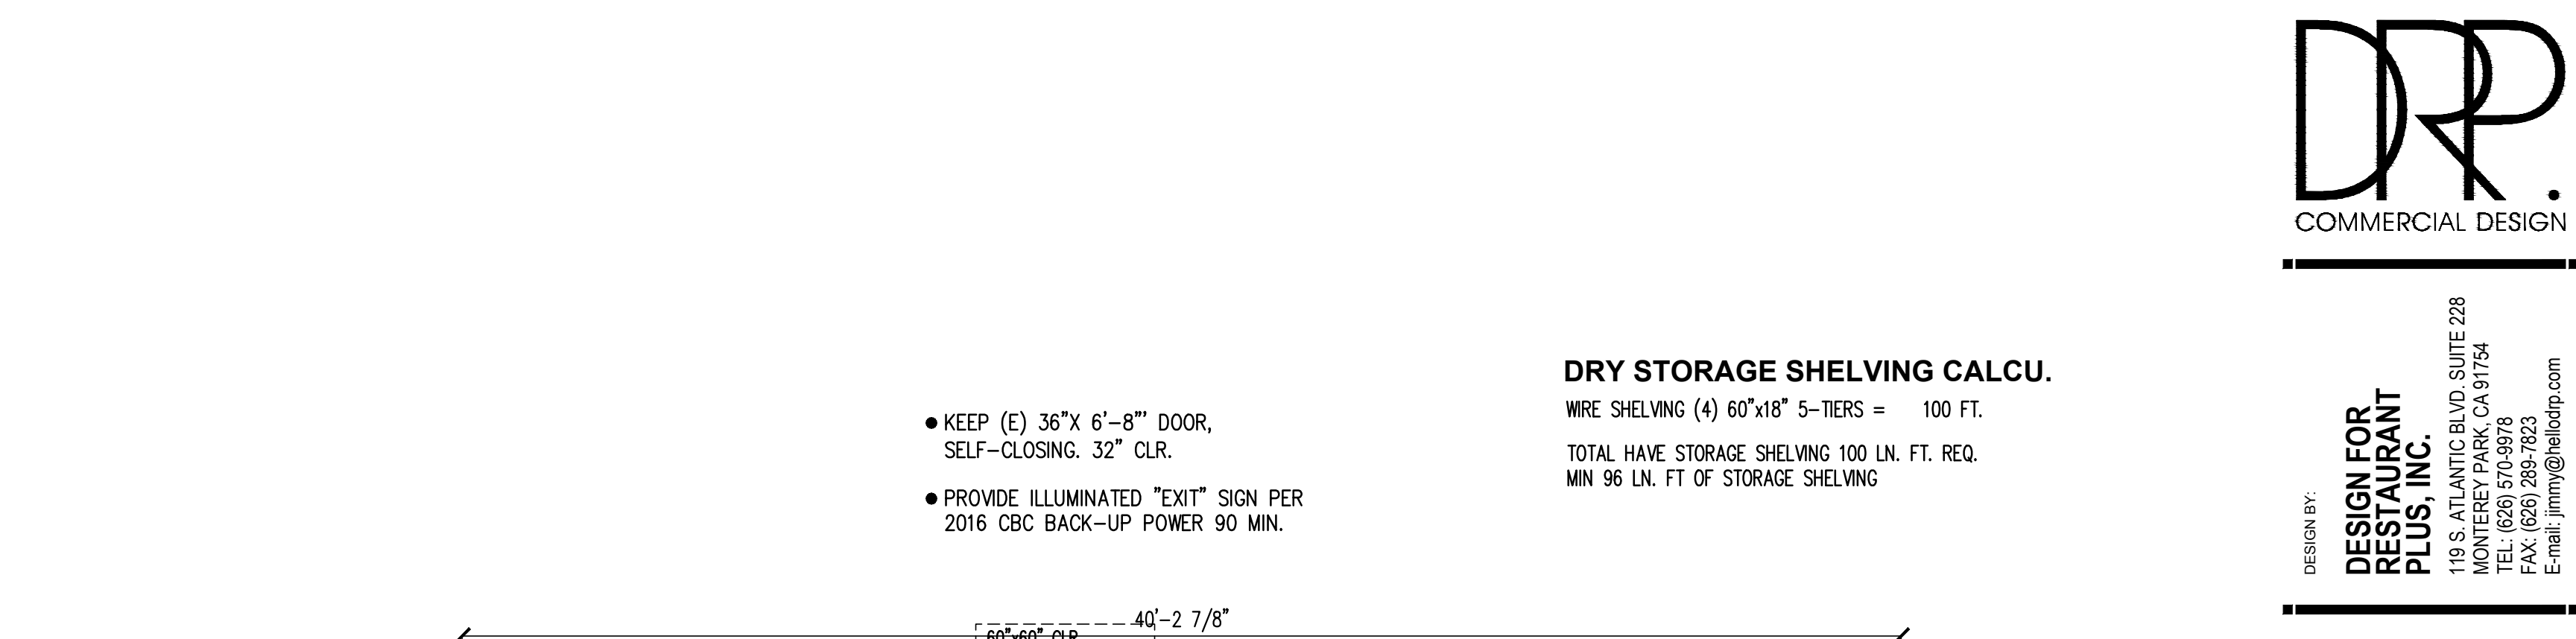 DRP.
COMMERCIAL DESIGN
DRY STORAGE SHELVING CALCU.
WIRE SHELVING (4) 60"x18" 5-TIERS = 100 FT.
TOTAL HAVE STORAGE SHELVING 100 LN. FT. REQ.
MIN 96 LN. FT OF STORAGE SHELVING
● KEEP (E) 36"X 6'-8"' DOOR,
SELF-CLOSING. 32" CLR.
● PROVIDE ILLUMINATED "EXIT" SIGN PER
2016 CBC BACK-UP POWER 90 MIN.
40'-2 7/8"
60"x60" CLR
DESIGN BY:
DESIGN FOR
RESTAURANT
PLUS, INC.
119 S. ATLANTIC BLVD. SUITE 228
MONTEREY PARK, CA 91754
TEL: (626) 570-9978
FAX: (626) 289-7823
E-mail: jimmy@hellodrp.com